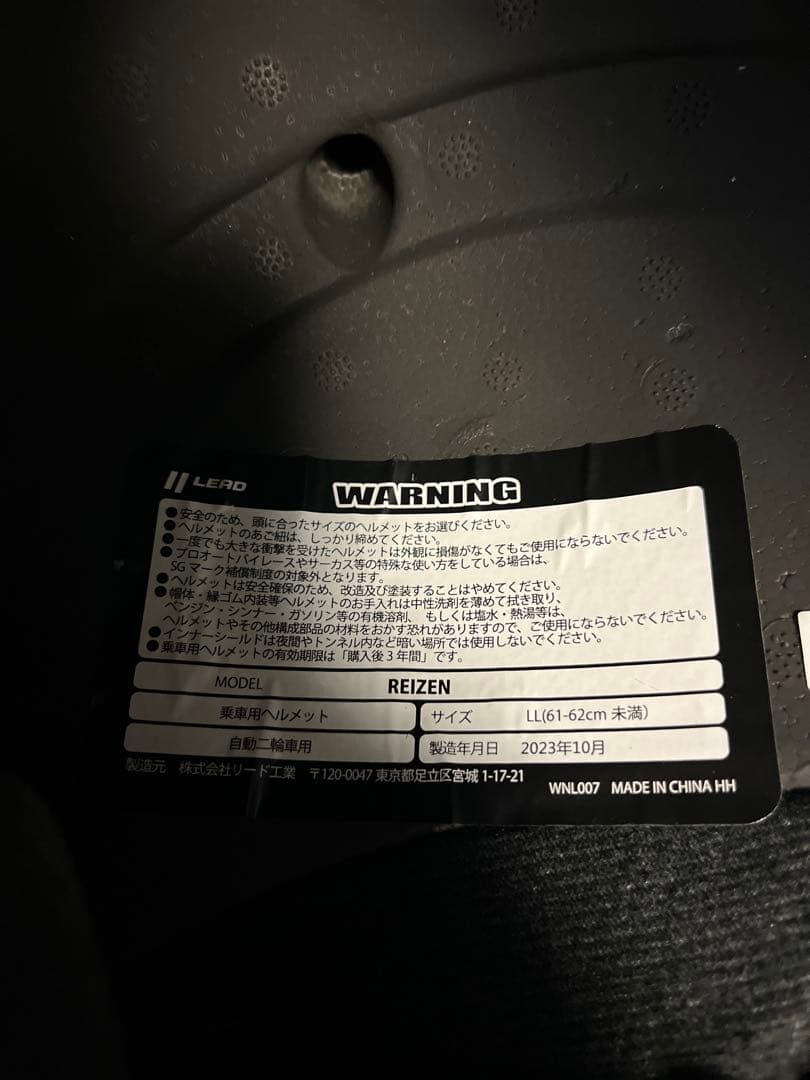 LEAD
WARNING
●安全のため、頭に合ったサイズのヘルメットをお選びください。
●ヘルメットのあご紐は、しっかり締めてください。
●一度でも大きな衝撃を受けたヘルメットは外観に損傷がなくてもご使用にならないでください。
●プロオートバイレースやサーカス等の特殊な使い方をしている場合は、
SGマーク補償制度の対象外となります。
●ヘルメットは安全確保のため、改造及び塗装することはやめてください。
●帽体・縁ゴム内装等ヘルメットのお手入れは中性洗剤を薄めて拭き取り、
ベンジン・シンナー・ガソリン等の有機溶剤、もしくは塩水・熱湯等は、
ヘルメットやその他構成部品の材料をおかす恐れがありますので、ご使用にならないでください。
●インナーシールドは夜間やトンネル内など暗い場所では使用しないでください。
●乗車用ヘルメットの有効期限は「購入後3年間」です。
MODEL REIZEN
乗車用ヘルメット サイズ LL(61-62cm 未満)
自動二輪車用 製造年月日 2023年10月
製造元 株式会社リード工業 〒120-0047 東京都足立区宮城 1-17-21
WNL007 MADE IN CHINA HH